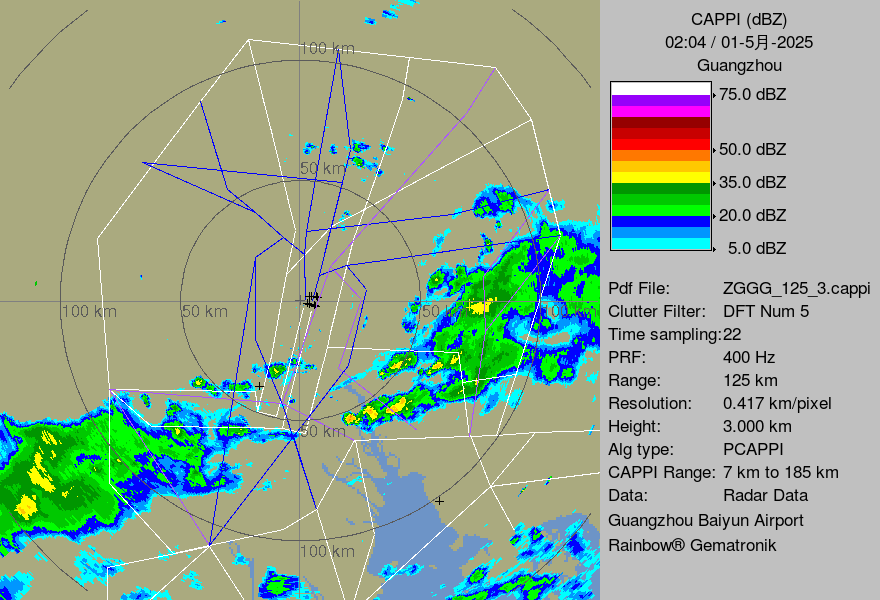 CAPPI (dBZ)
02:04 / 01-5月-2025
Guangzhou
75.0 dBZ
50.0 dBZ
35.0 dBZ
20.0 dBZ
5.0 dBZ
Pdf File: ZGGG_125_3.cappi
Clutter Filter: DFT Num 5
Time sampling:22
PRF: 400 Hz
Range: 125 km
Resolution: 0.417 km/pixel
Height: 3.000 km
Alg type: PCAPPI
CAPPI Range: 7 km to 185 km
Data: Radar Data
Guangzhou Baiyun Airport
Rainbow® Gematronik
100 km
50 km
100 km
50 km
50 km
100 km
50 km
100 km